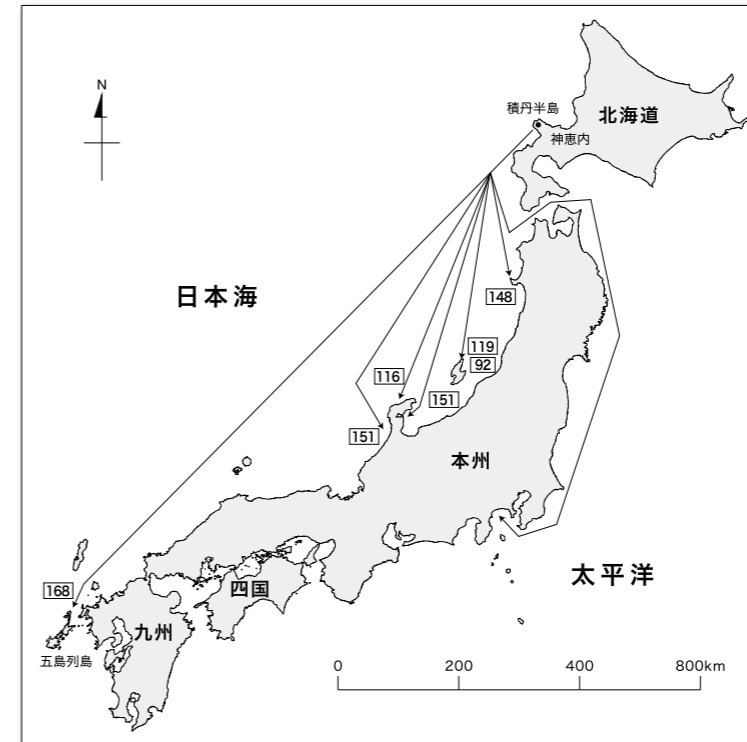 N
積丹半島
北海道
神恵内
日本海
148
119
92
116
151
151
本州
太平洋
168
四国
九州
五島列島
0 200 400 800km